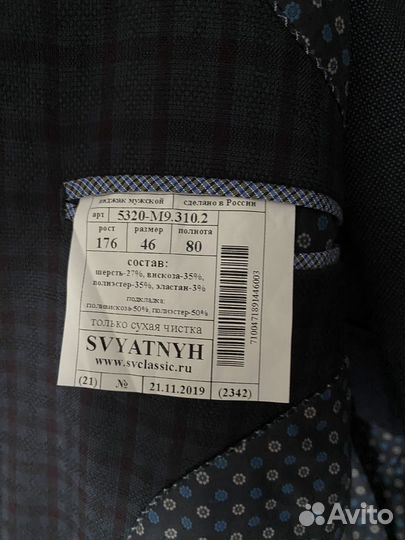 пиджак мужской сделано в России
арт 5320-М9.310.2
рост размер полнота
176 46 80
состав:
шерсть-27%, вискоза-35%,
полиэстер-35%, эластан-3%
подкладка:
поливискоза-50%, полиэстер-50%
только сухая чистка
SVYATNYH
www.svclassic.ru
(21) № 21.11.2019 (2342)
7100471891446003
Avito